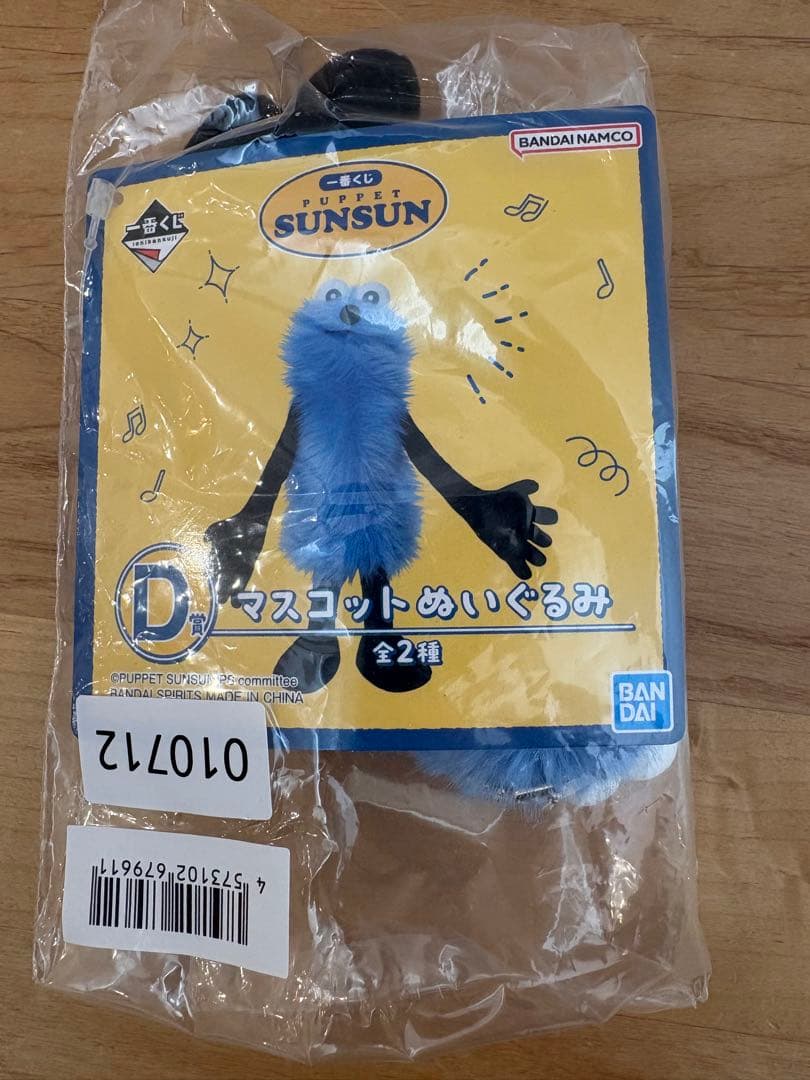 BANDAI NAMCO
一番くじ
ichibankuji
一番くじ
PUPPET
SUNSUN
D賞
マスコットぬいぐるみ
全2種
©PUPPET SUNSUN PS committee
BANDAI SPIRITS MADE IN CHINA
BAN
DAI
010712
4 573102 679611